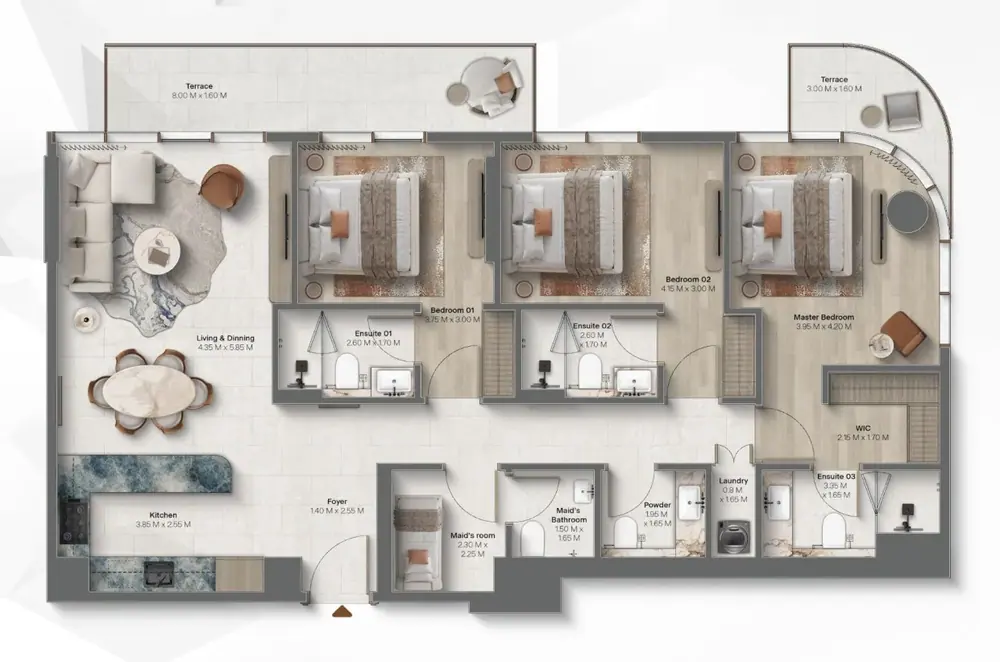 Terrace
8.00 M x 1.60 M
Terrace
3.00 M x 1.60 M
Bedroom 02
4.15 M x 3.00 M
Bedroom 01
3.75 M x 3.00 M
Master Bedroom
3.95 M x 4.20 M
Living & Dinning
4.35 M x 5.85 M
Ensuite 01
2.60 M x 1.70 M
Ensuite 02
2.60 M
x 1.70 M
WIC
2.15 M x 1.70 M
Kitchen
3.85 M x 2.55 M
Foyer
1.40 M x 2.55 M
Maid's room
2.30 M x
2.25 M
Maid's
Bathroom
1.50 M x
1.65 M
Powder
1.95 M
x 1.65 M
Laundry
0.9 M
x 1.65 M
Ensuite 03
3.35 M
x 1.65 M